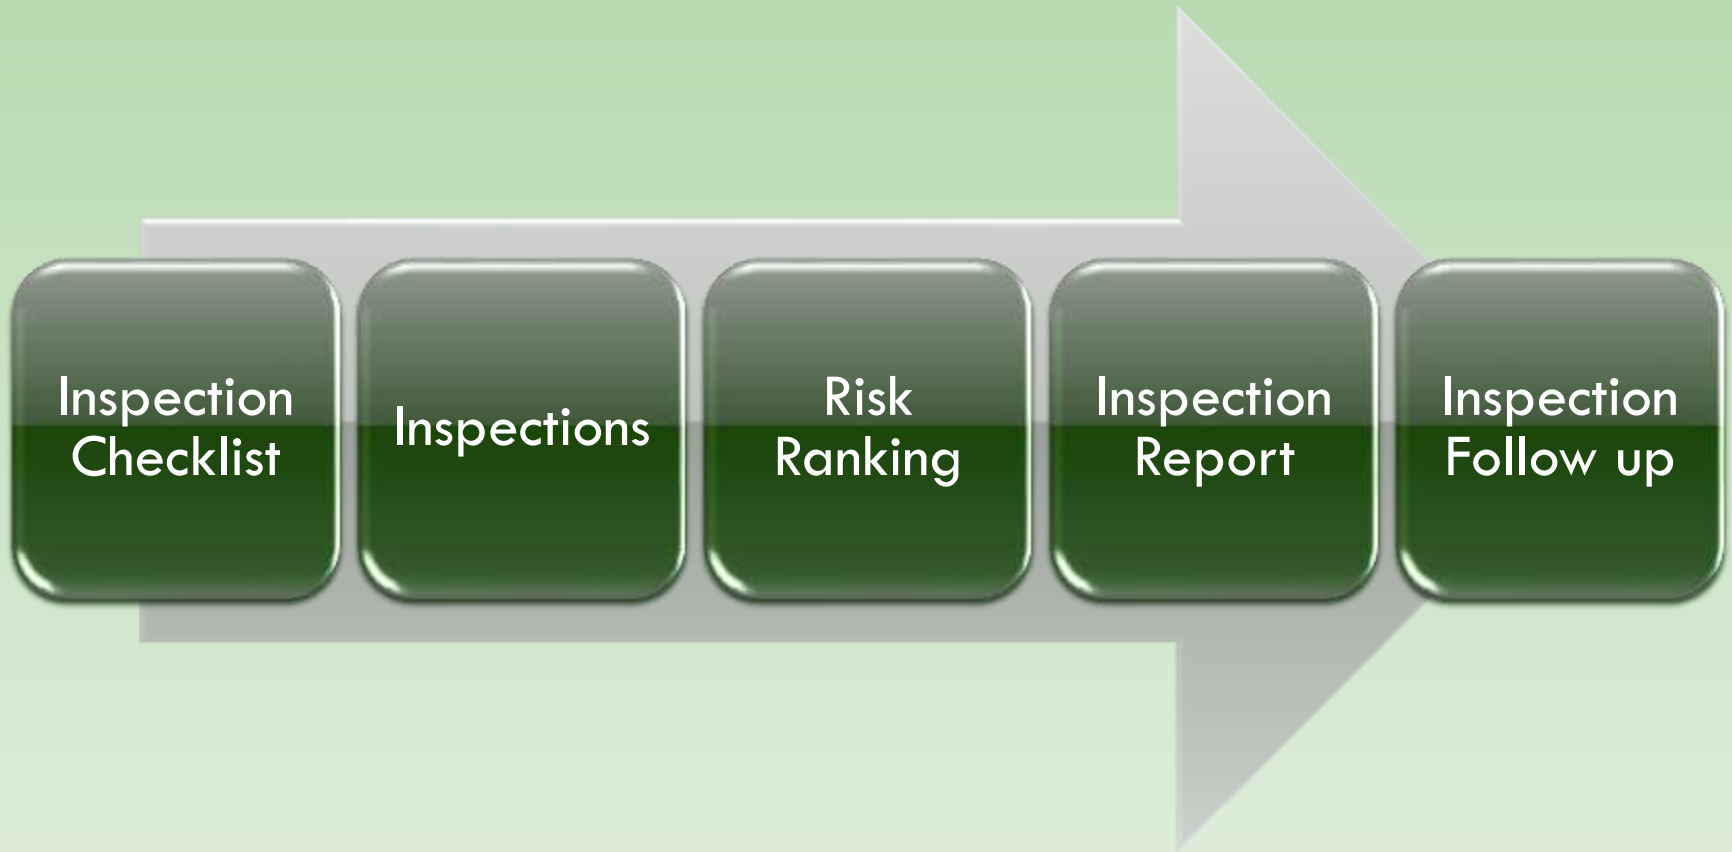 Inspection
Checklist
Inspections
Risk
Ranking
Inspection
Report
Inspection
Follow up